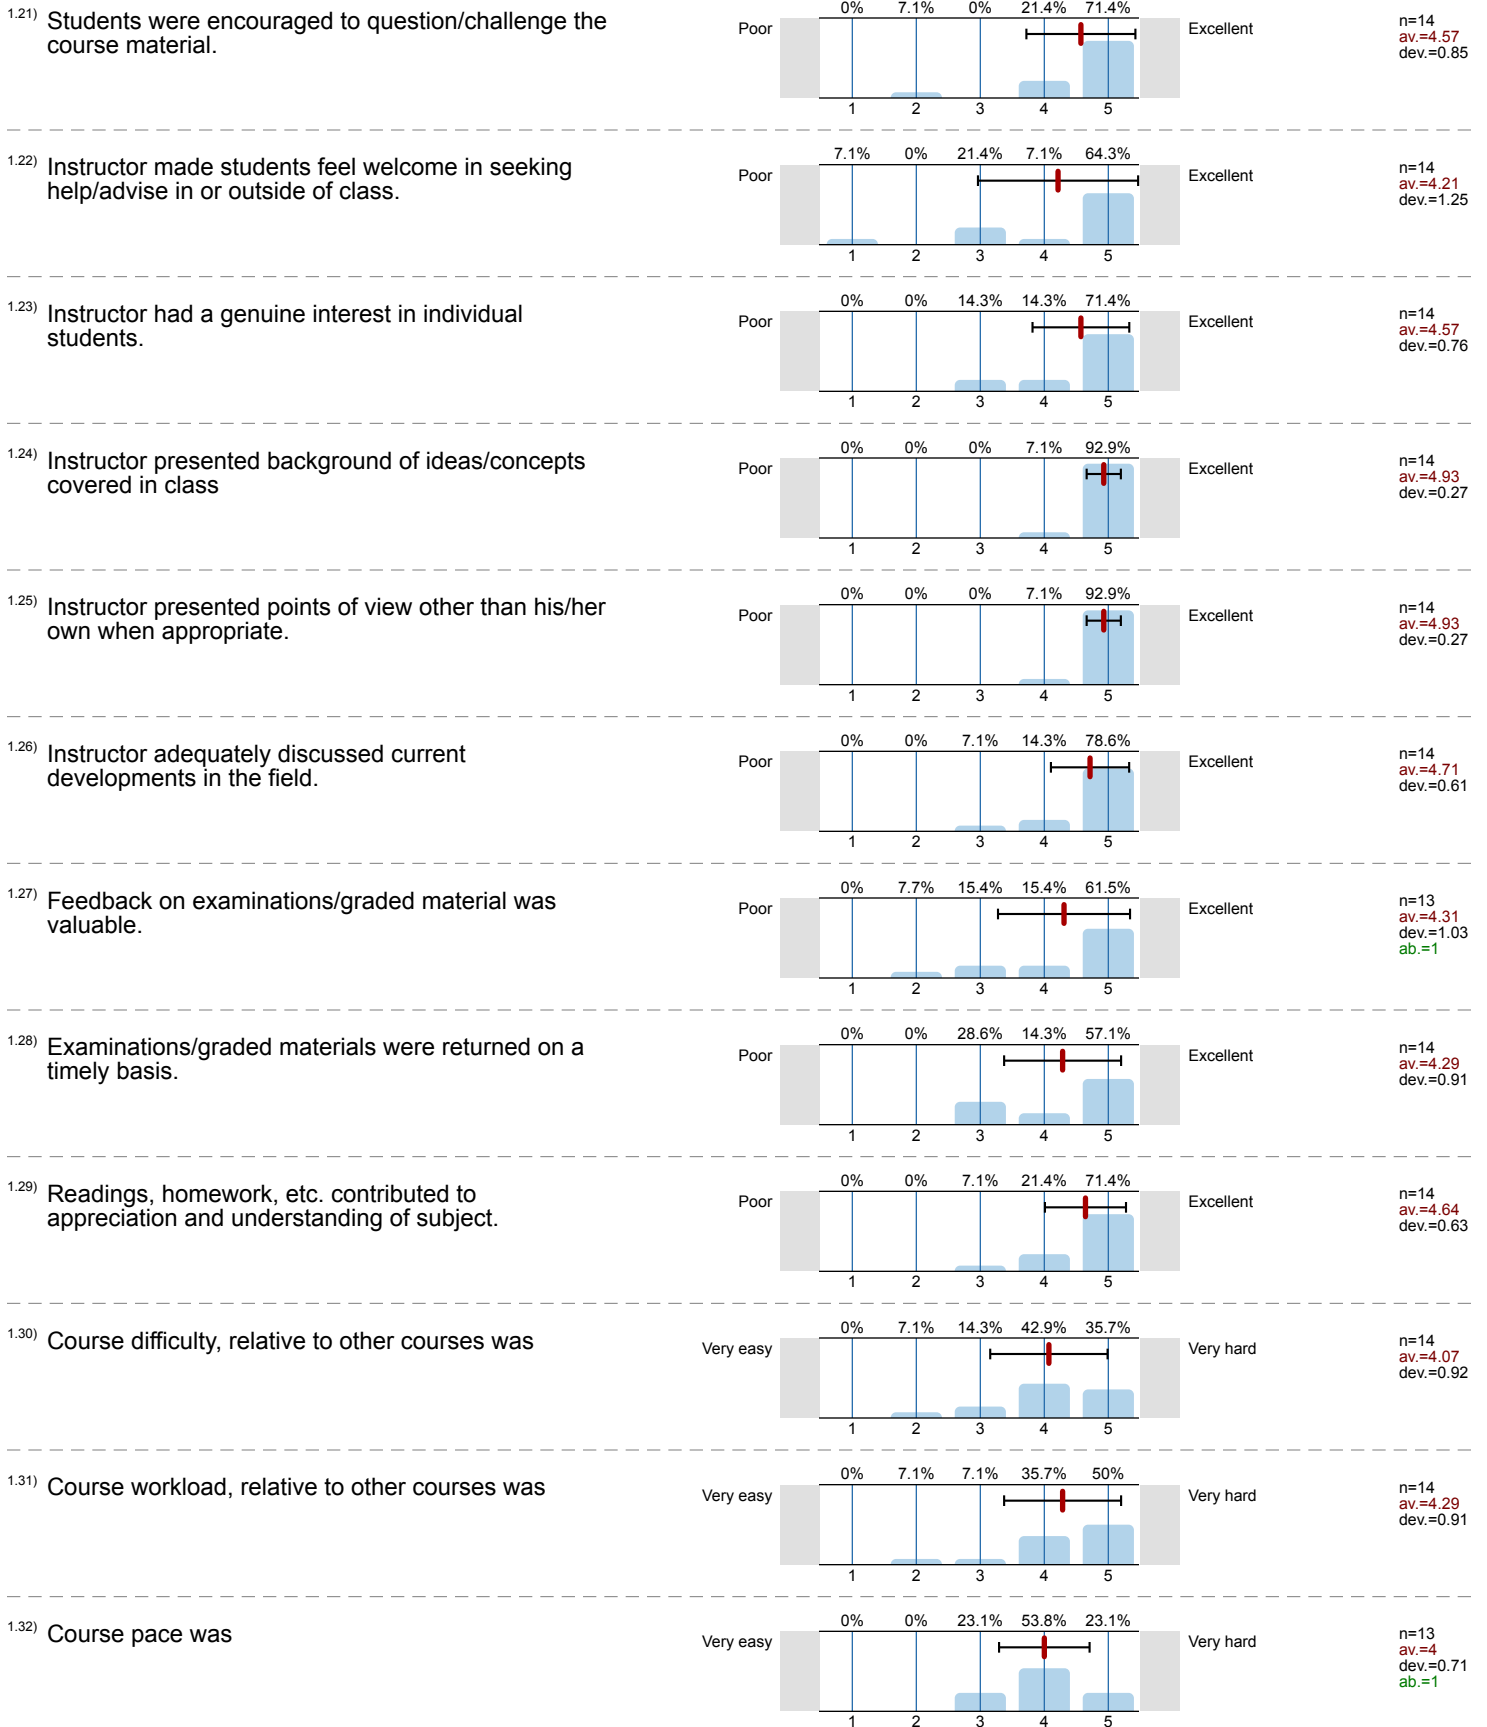 1.21) Students were encouraged to question/challenge the
course material.
0% 7.1% 0% 21.4% 71.4%
Poor
Excellent
1 2 3 4 5
n=14
av.=4.57
dev.=0.85
1.22) Instructor made students feel welcome in seeking
help/advise in or outside of class.
7.1% 0% 21.4% 7.1% 64.3%
Poor
Excellent
1 2 3 4 5
n=14
av.=4.21
dev.=1.25
1.23) Instructor had a genuine interest in individual
students.
0% 0% 14.3% 14.3% 71.4%
Poor
Excellent
1 2 3 4 5
n=14
av.=4.57
dev.=0.76
1.24) Instructor presented background of ideas/concepts
covered in class
0% 0% 0% 7.1% 92.9%
Poor
Excellent
1 2 3 4 5
n=14
av.=4.93
dev.=0.27
1.25) Instructor presented points of view other than his/her
own when appropriate.
0% 0% 0% 7.1% 92.9%
Poor
Excellent
1 2 3 4 5
n=14
av.=4.93
dev.=0.27
1.26) Instructor adequately discussed current
developments in the field.
0% 0% 7.1% 14.3% 78.6%
Poor
Excellent
1 2 3 4 5
n=14
av.=4.71
dev.=0.61
1.27) Feedback on examinations/graded material was
valuable.
0% 7.7% 15.4% 15.4% 61.5%
Poor
Excellent
1 2 3 4 5
n=13
av.=4.31
dev.=1.03
ab.=1
1.28) Examinations/graded materials were returned on a
timely basis.
0% 0% 28.6% 14.3% 57.1%
Poor
Excellent
1 2 3 4 5
n=14
av.=4.29
dev.=0.91
1.29) Readings, homework, etc. contributed to
appreciation and understanding of subject.
0% 0% 7.1% 21.4% 71.4%
Poor
Excellent
1 2 3 4 5
n=14
av.=4.64
dev.=0.63
1.30) Course difficulty, relative to other courses was
0% 7.1% 14.3% 42.9% 35.7%
Very easy
Very hard
1 2 3 4 5
n=14
av.=4.07
dev.=0.92
1.31) Course workload, relative to other courses was
0% 7.1% 7.1% 35.7% 50%
Very easy
Very hard
1 2 3 4 5
n=14
av.=4.29
dev.=0.91
1.32) Course pace was
0% 0% 23.1% 53.8% 23.1%
Very easy
Very hard
1 2 3 4 5
n=13
av.=4
dev.=0.71
ab.=1